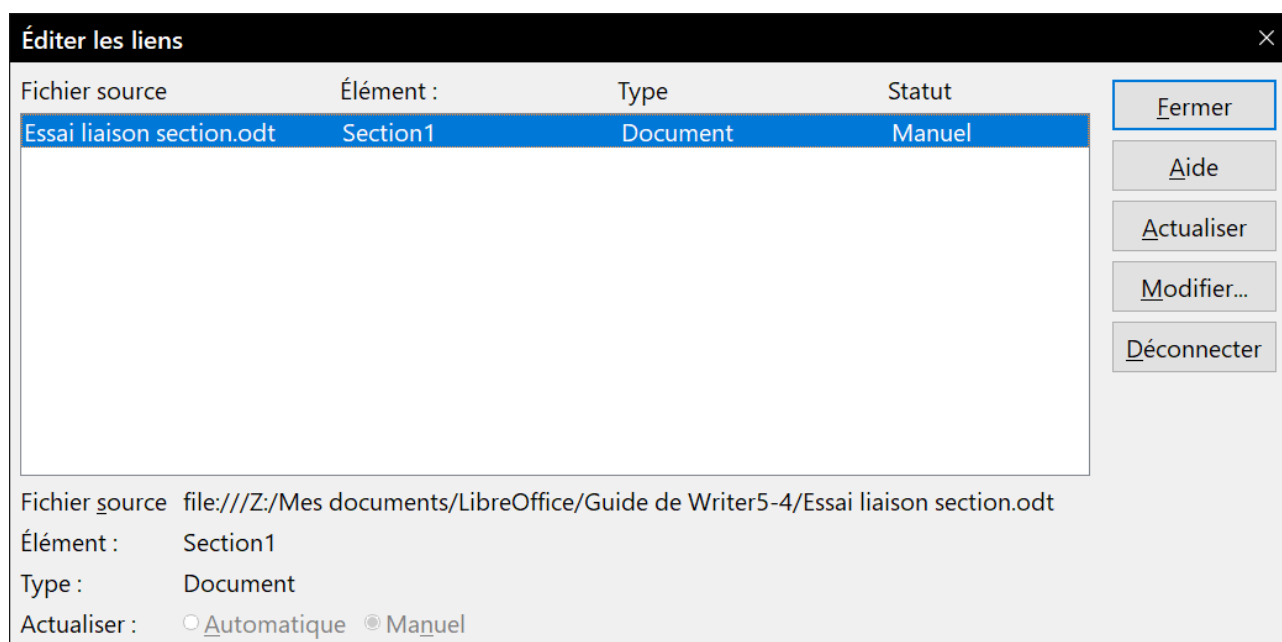 Éditer les liens
Fichier source Élément : Type Statut
Fermer
Essai liaison section.odt Section1 Document Manuel
Aide
Actualiser
Modifier...
Déconnecter
Fichier source file:///Z:/Mes documents/LibreOffice/Guide de Writer5-4/Essai liaison section.odt
Élément : Section1
Type : Document
Actualiser : Automatique Manuel